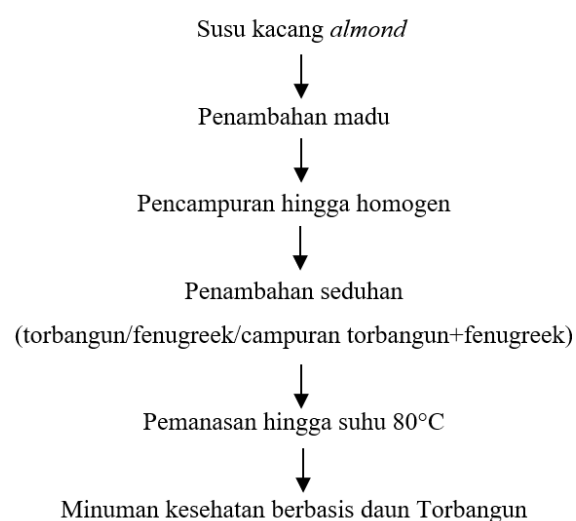 Susu kacang almond
Penambahan madu
Pencampuran hingga homogen
Penambahan seduhan
(torbangun/fenugreek/campuran torbangun+fenugreek)
Pemanasan hingga suhu 80°C
Minuman kesehatan berbasis daun Torbangun